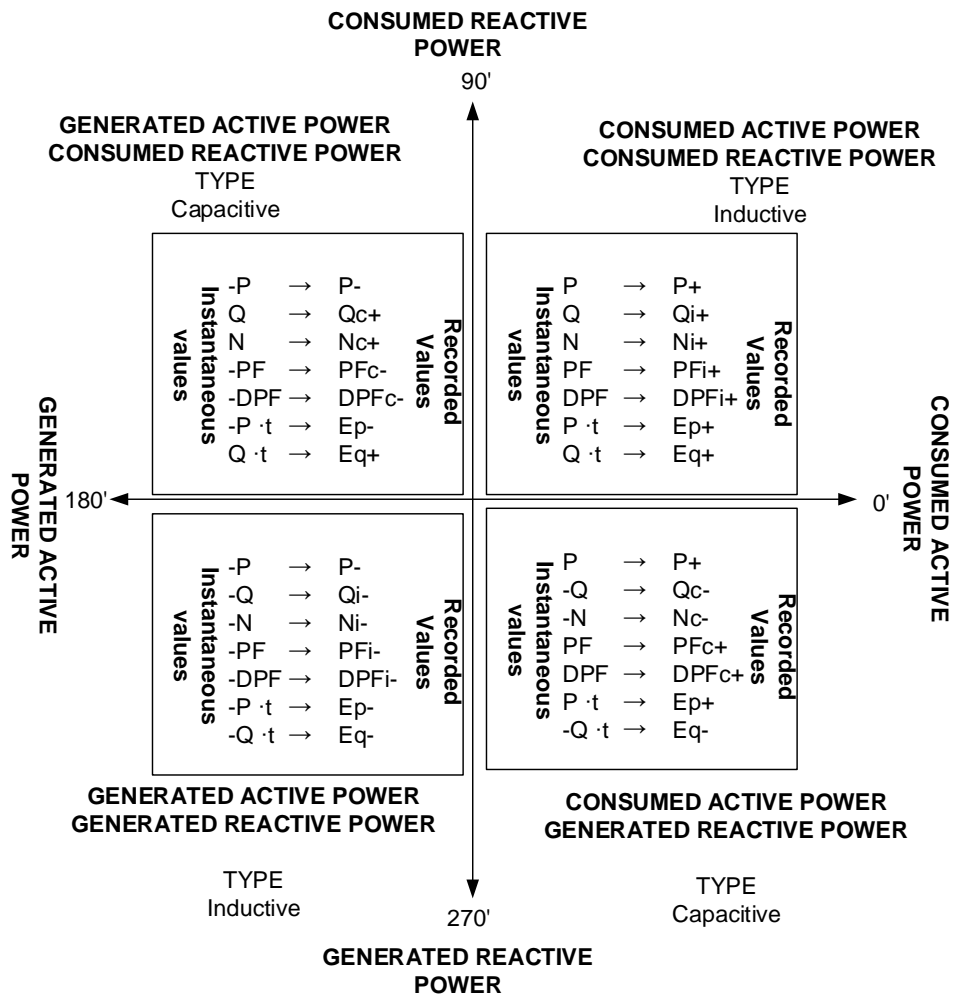 CONSUMED REACTIVE
POWER
90'
GENERATED ACTIVE POWER
CONSUMED REACTIVE POWER
TYPE
Capacitive
CONSUMED ACTIVE POWER
CONSUMED REACTIVE POWER
TYPE
Inductive
Instantaneous
values
-P → P-
Q → Qc+
N → Nc+
-PF → PFc-
-DPF → DPFc-
-P ·t → Ep-
Q ·t → Eq+
Recorded
Values
Instantaneous
values
P → P+
Q → Qi+
N → Ni+
PF → PFi+
DPF → DPFi+
P ·t → Ep+
Q ·t → Eq+
Recorded
Values
GENERATED ACTIVE
POWER
180'
0'
CONSUMED ACTIVE
POWER
Instantaneous
values
-P → P-
-Q → Qi-
-N → Ni-
-PF → PFi-
-DPF → DPFi-
-P ·t → Ep-
-Q ·t → Eq-
Recorded
Values
Instantaneous
values
P → P+
-Q → Qc-
-N → Nc-
PF → PFc+
DPF → DPFc+
P ·t → Ep+
-Q ·t → Eq-
Recorded
Values
GENERATED ACTIVE POWER
GENERATED REACTIVE POWER
TYPE
Inductive
CONSUMED ACTIVE POWER
GENERATED REACTIVE POWER
TYPE
Capacitive
270'
GENERATED REACTIVE
POWER